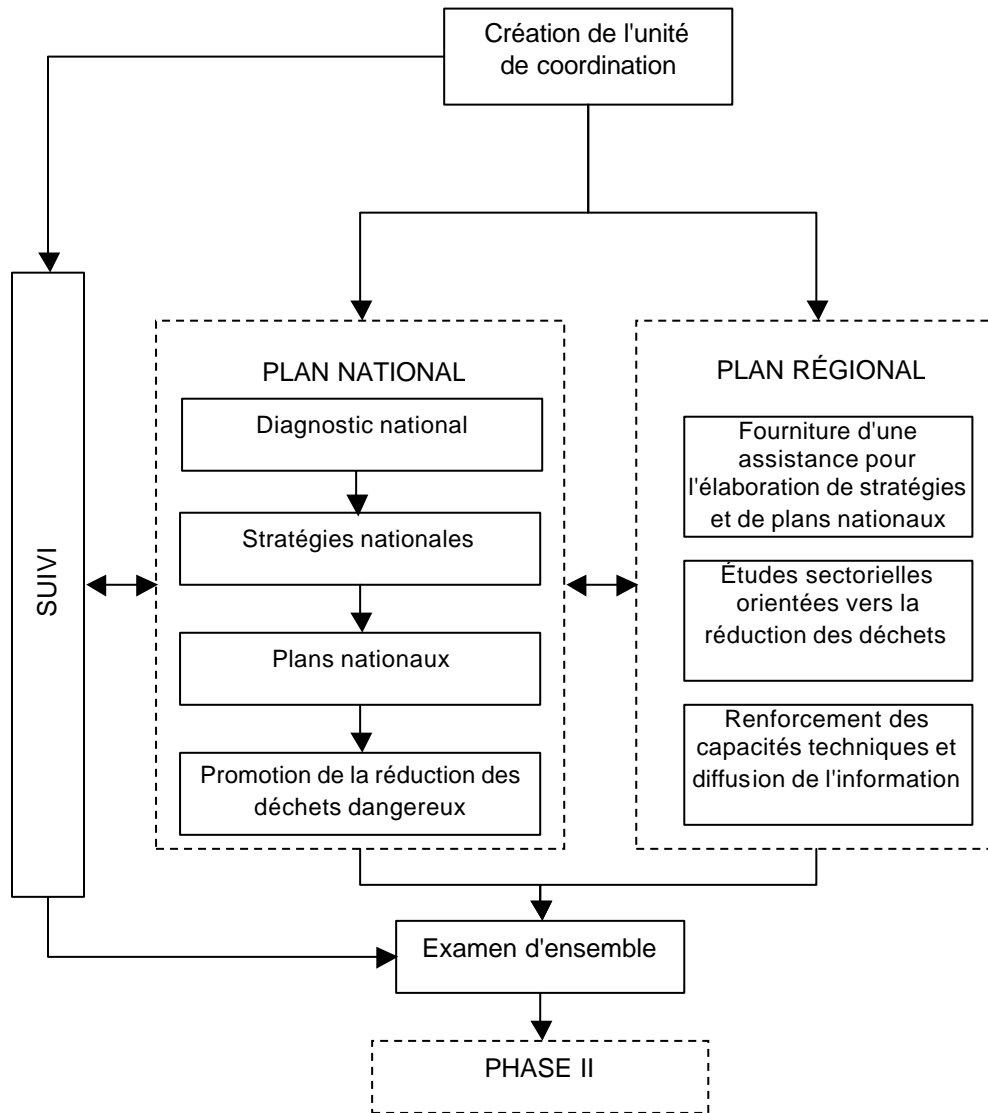 Création de l'unité
de coordination
SUIVI
PLAN NATIONAL
Diagnostic national
Stratégies nationales
Plans nationaux
Promotion de la réduction des
déchets dangereux
PLAN RÉGIONAL
Fourniture d'une
assistance pour
l'élaboration de stratégies
et de plans nationaux
Études sectorielles
orientées vers la
réduction des déchets
Renforcement des
capacités techniques et
diffusion de l'information
Examen d'ensemble
PHASE II